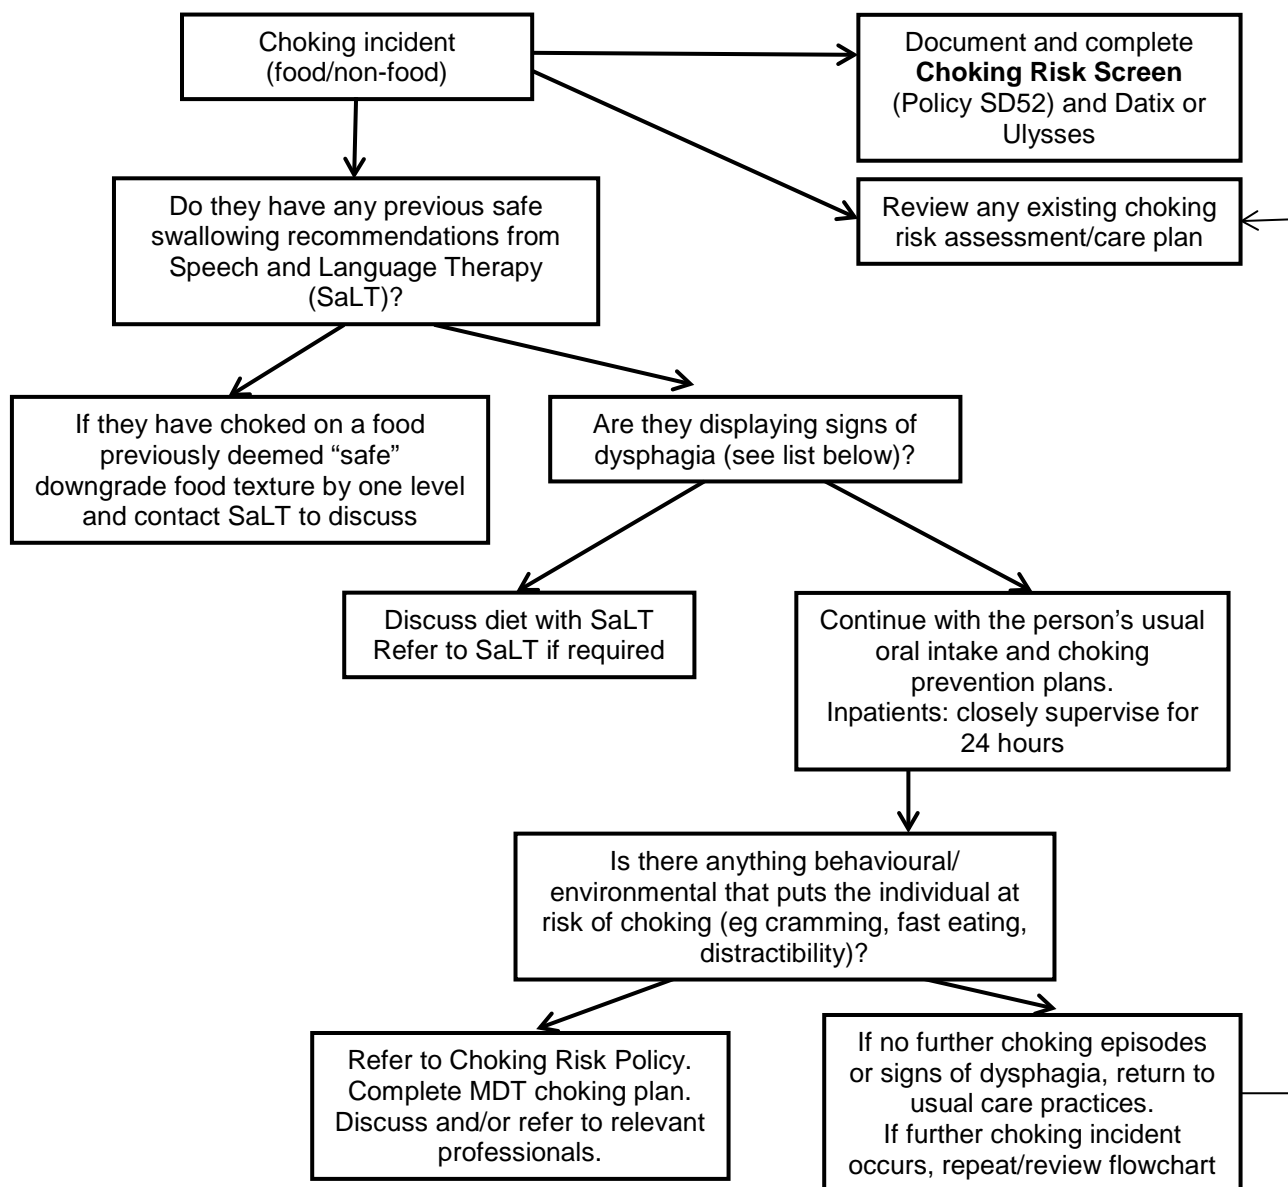 Choking incident
(food/non-food)
Document and complete
Choking Risk Screen
(Policy SD52) and Datix or
Ulysses
Do they have any previous safe
swallowing recommendations from
Speech and Language Therapy
(SaLT)?
Review any existing choking
risk assessment/care plan
If they have choked on a food
previously deemed “safe”
downgrade food texture by one level
and contact SaLT to discuss
Are they displaying signs of
dysphagia (see list below)?
Discuss diet with SaLT
Refer to SaLT if required
Continue with the person’s usual
oral intake and choking
prevention plans.
Inpatients: closely supervise for
24 hours
Is there anything behavioural/
environmental that puts the individual at
risk of choking (eg cramming, fast eating,
distractibility)?
Refer to Choking Risk Policy.
Complete MDT choking plan.
Discuss and/or refer to relevant
professionals.
If no further choking episodes
or signs of dysphagia, return to
usual care practices.
If further choking incident
occurs, repeat/review flowchart